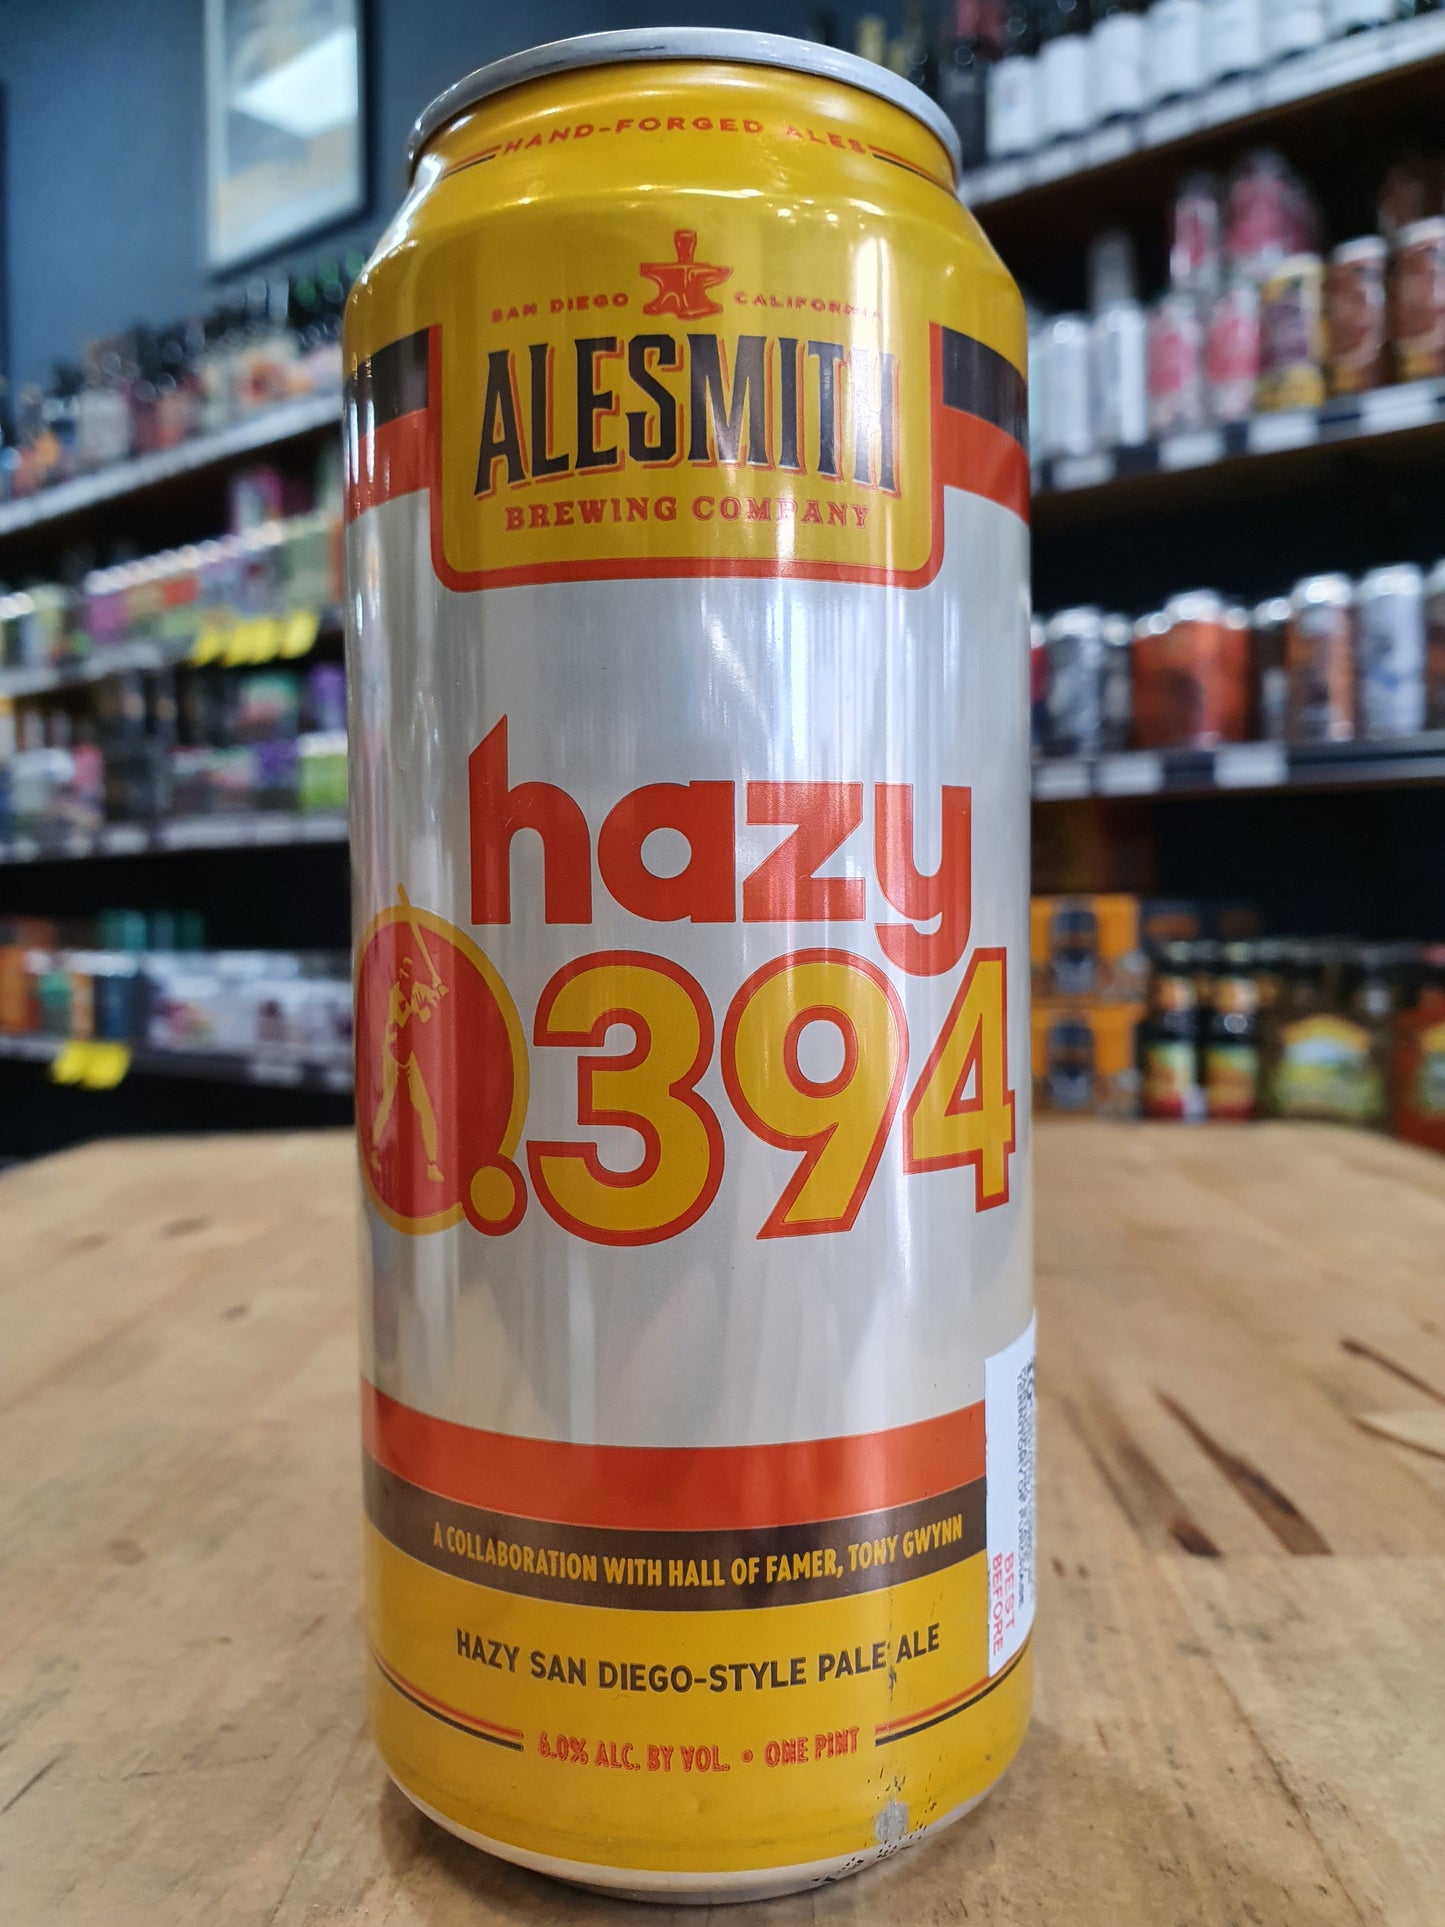 HAND-FORGED ALES
SAN DIEGO CALIFORNIA
ALESMITH
BREWING COMPANY
hazy
.394
A COLLABORATION WITH HALL OF FAMER, TONY GWYNN
HAZY SAN DIEGO-STYLE PALE ALE
6.0% ALC. BY VOL. • ONE PINT
BEST
BEFORE